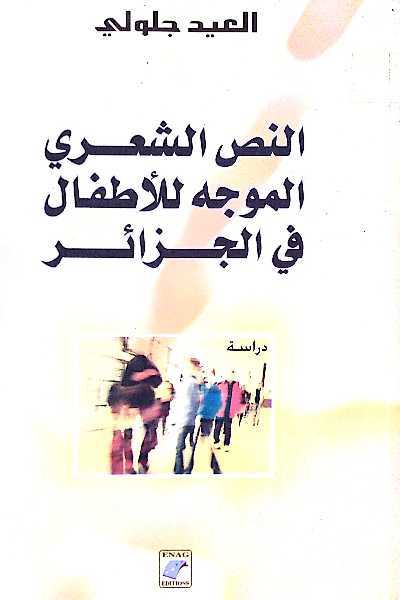 العيد جلولي
النص الشعري
الموجه للأطفال
في الجزائر
دراسة
ENAG
EDITIONS